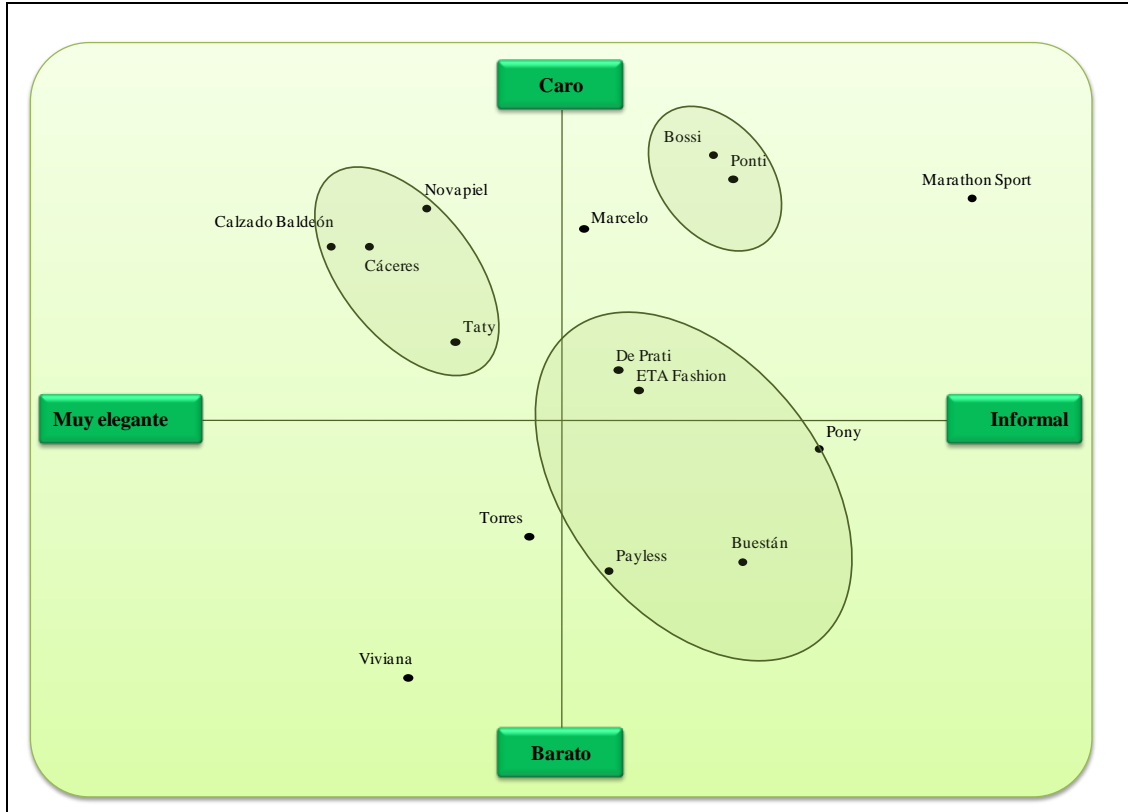 Caro
Bossi
Ponti
Marathon Sport
Novapiel
Marcelo
Calzado Baldeón
Cáceres
Taty
De Prati
ETA Fashion
Muy elegante
Informal
Pony
Torres
Buestán
Payless
Viviana
Barato